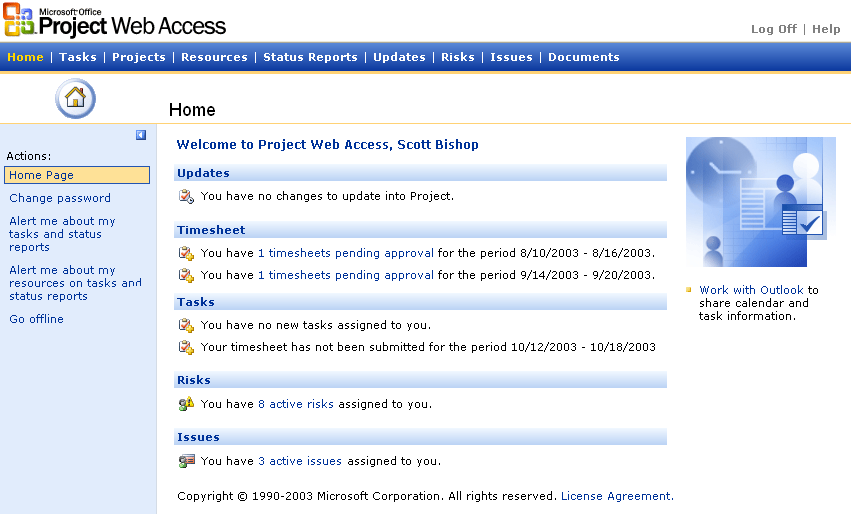 Microsoft Office
Project Web Access
Log Off | Help
Home | Tasks | Projects | Resources | Status Reports | Updates | Risks | Issues | Documents
Home
Actions:
Home Page
Change password
Alert me about my
tasks and status
reports
Alert me about my
resources on tasks and
status reports
Go offline
Welcome to Project Web Access, Scott Bishop
Updates
You have no changes to update into Project.
Timesheet
You have 1 timesheets pending approval for the period 8/10/2003 - 8/16/2003.
You have 1 timesheets pending approval for the period 9/14/2003 - 9/20/2003.
Tasks
You have no new tasks assigned to you.
Your timesheet has not been submitted for the period 10/12/2003 - 10/18/2003
Risks
You have 8 active risks assigned to you.
Issues
You have 3 active issues assigned to you.
Copyright © 1990-2003 Microsoft Corporation. All rights reserved. License Agreement.
Work with Outlook to
share calendar and
task information.